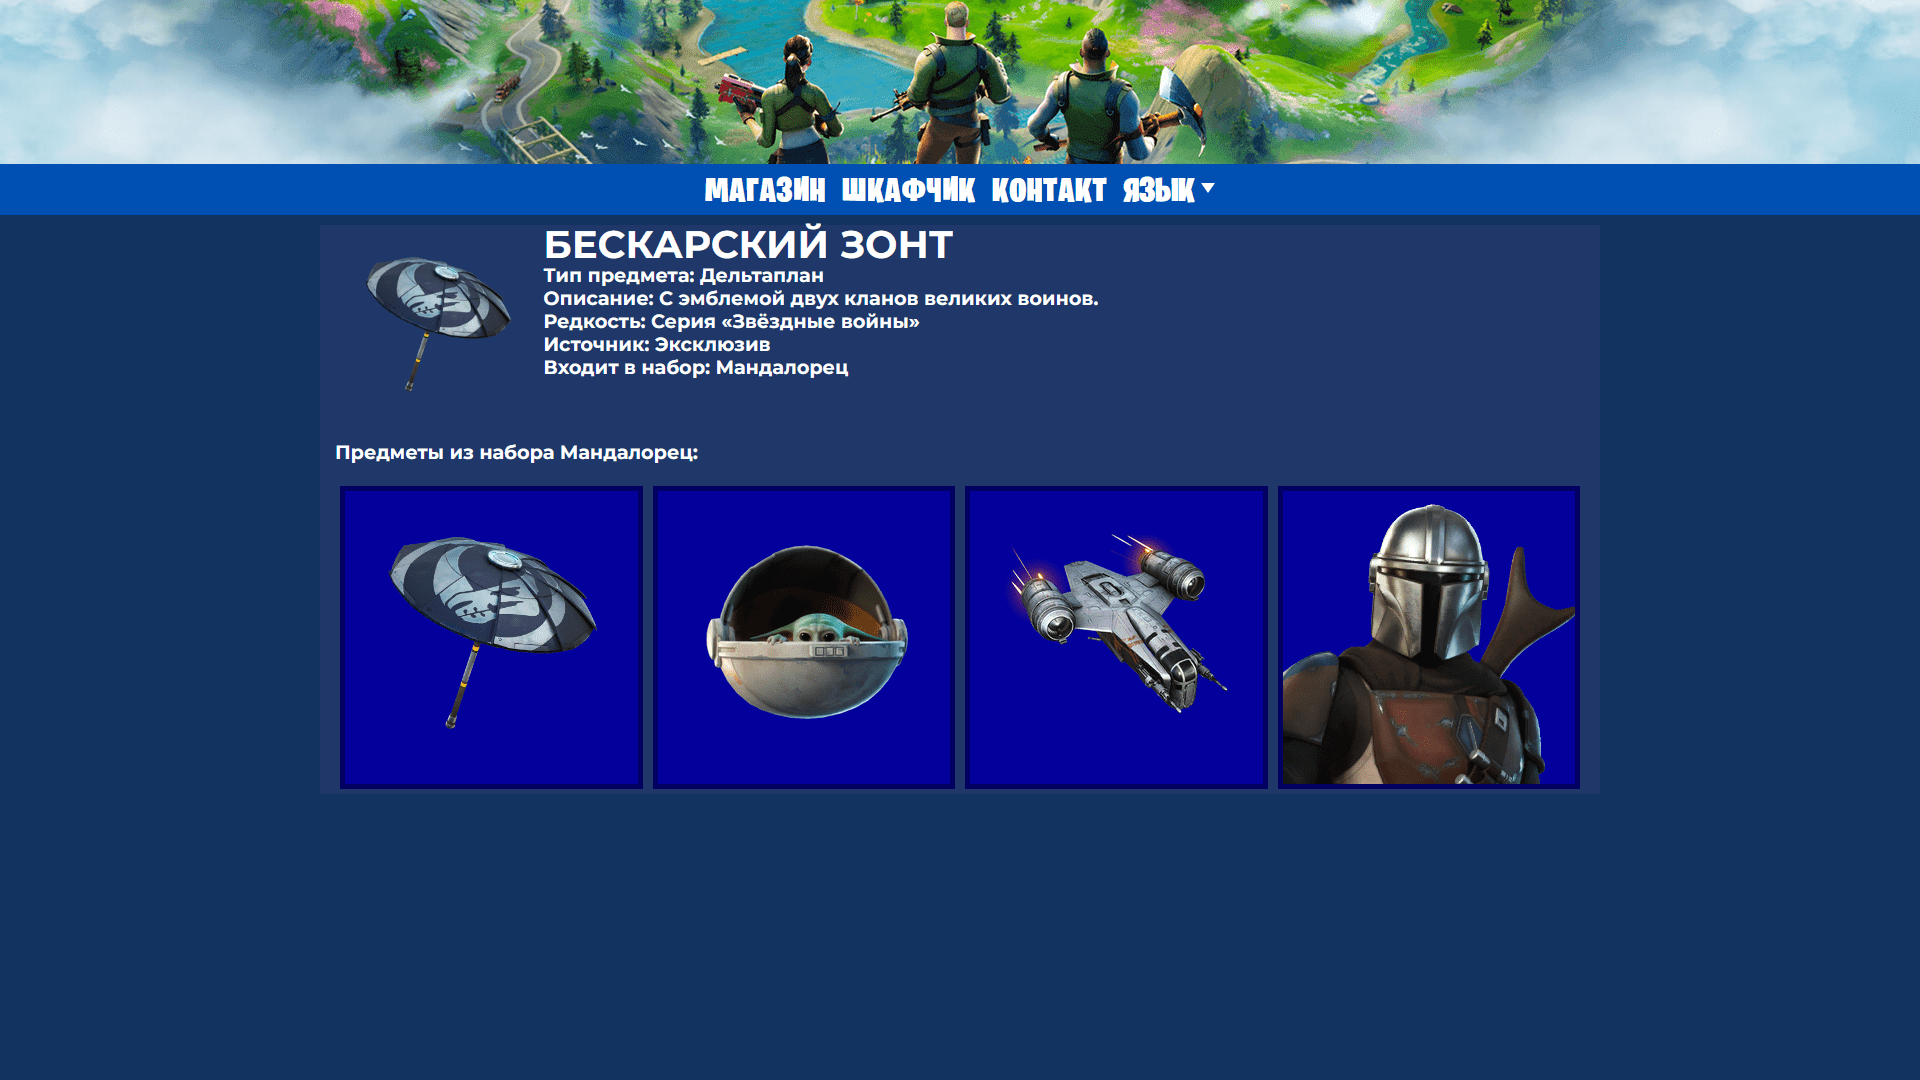 МАГАЗИН ШКАФЧИК КОНТАКТ ЯЗЫК
БЕСКАРСКИЙ ЗОНТ
Тип предмета: Дельтаплан
Описание: С эмблемой двух кланов великих воинов.
Редкость: Серия «Звёздные войны»
Источник: Эксклюзив
Входит в набор: Мандалорец
Предметы из набора Мандалорец: